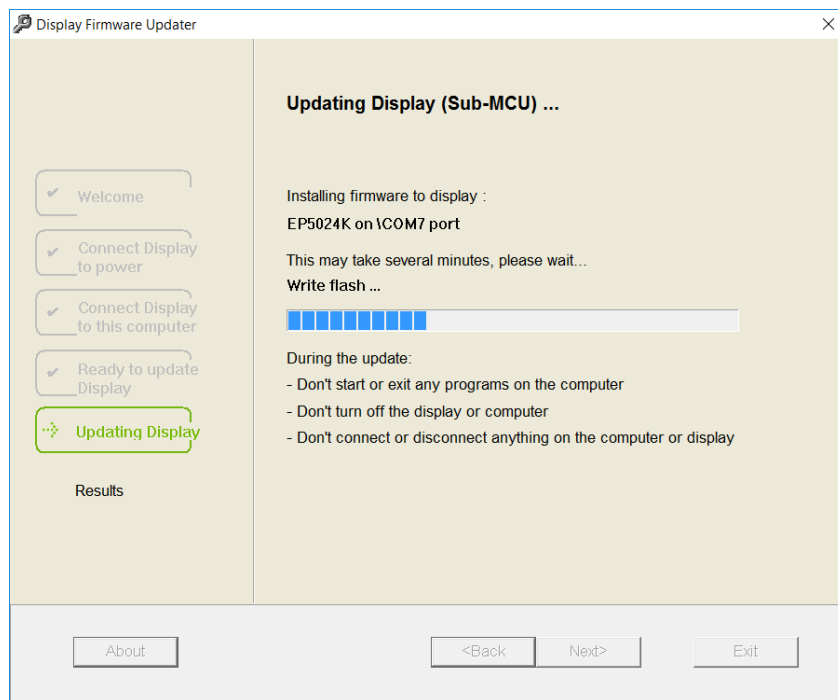 Display Firmware Updater
Welcome
Connect Display
to power
Connect Display
to this computer
Ready to update
Display
Updating Display
Results
Updating Display (Sub-MCU) ...
Installing firmware to display :
EP5024K on \COM7 port
This may take several minutes, please wait...
Write flash ...
During the update:
- Don't start or exit any programs on the computer
- Don't turn off the display or computer
- Don't connect or disconnect anything on the computer or display
About
<Back
Next>
Exit